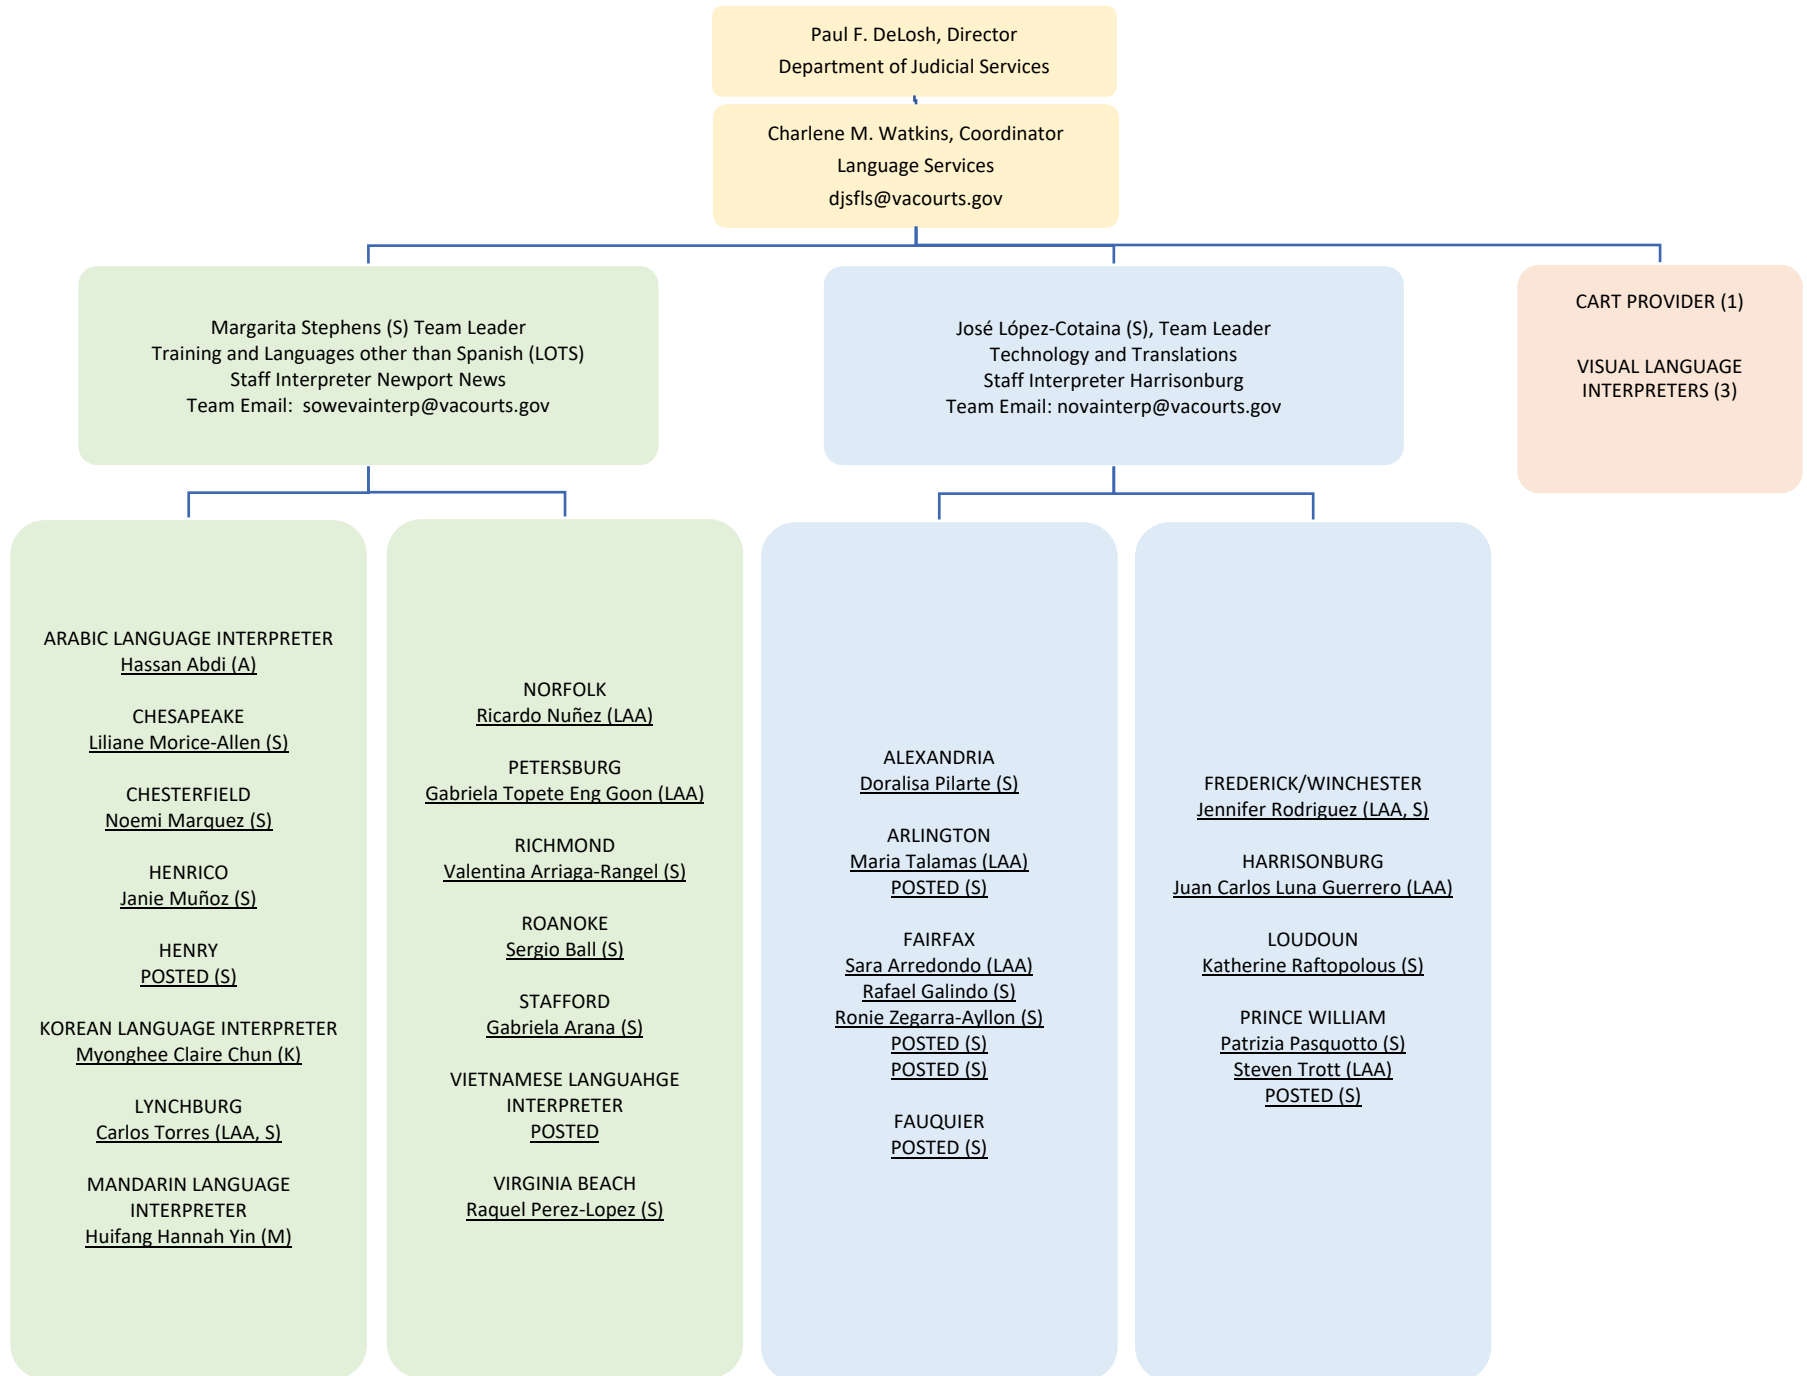 Paul F. DeLosh, Director
Department of Judicial Services
Charlene M. Watkins, Coordinator
Language Services
djsfls@vacourts.gov
Margarita Stephens (S) Team Leader
Training and Languages other than Spanish (LOTS)
Staff Interpreter Newport News
Team Email:  sowevainterp@vacourts.gov
José López-Cotaina (S), Team Leader
Technology and Translations
Staff Interpreter Harrisonburg
Team Email: novainterp@vacourts.gov
CART PROVIDER (1)
VISUAL LANGUAGE
INTERPRETERS (3)
ARABIC LANGUAGE INTERPRETER
Hassan Abdi (A)
CHESAPEAKE
Liliane Morice-Allen (S)
CHESTERFIELD
Noemi Marquez (S)
HENRICO
Janie Muñoz (S)
HENRY
POSTED (S)
KOREAN LANGUAGE INTERPRETER
Myonghee Claire Chun (K)
LYNCHBURG
Carlos Torres (LAA, S)
MANDARIN LANGUAGE
INTERPRETER
Huifang Hannah Yin (M)
NORFOLK
Ricardo Nuñez (LAA)
PETERSBURG
Gabriela Topete Eng Goon (LAA)
RICHMOND
Valentina Arriaga-Rangel (S)
ROANOKE
Sergio Ball (S)
STAFFORD
Gabriela Arana (S)
VIETNAMESE LANGUAHGE
INTERPRETER
POSTED
VIRGINIA BEACH
Raquel Perez-Lopez (S)
ALEXANDRIA
Doralisa Pilarte (S)
ARLINGTON
Maria Talamas (LAA)
POSTED (S)
FAIRFAX
Sara Arredondo (LAA)
Rafael Galindo (S)
Ronie Zegarra-Ayllon (S)
POSTED (S)
POSTED (S)
FAUQUIER
POSTED (S)
FREDERICK/WINCHESTER
Jennifer Rodriguez (LAA, S)
HARRISONBURG
Juan Carlos Luna Guerrero (LAA)
LOUDOUN
Katherine Raftopolous (S)
PRINCE WILLIAM
Patrizia Pasquotto (S)
Steven Trott (LAA)
POSTED (S)